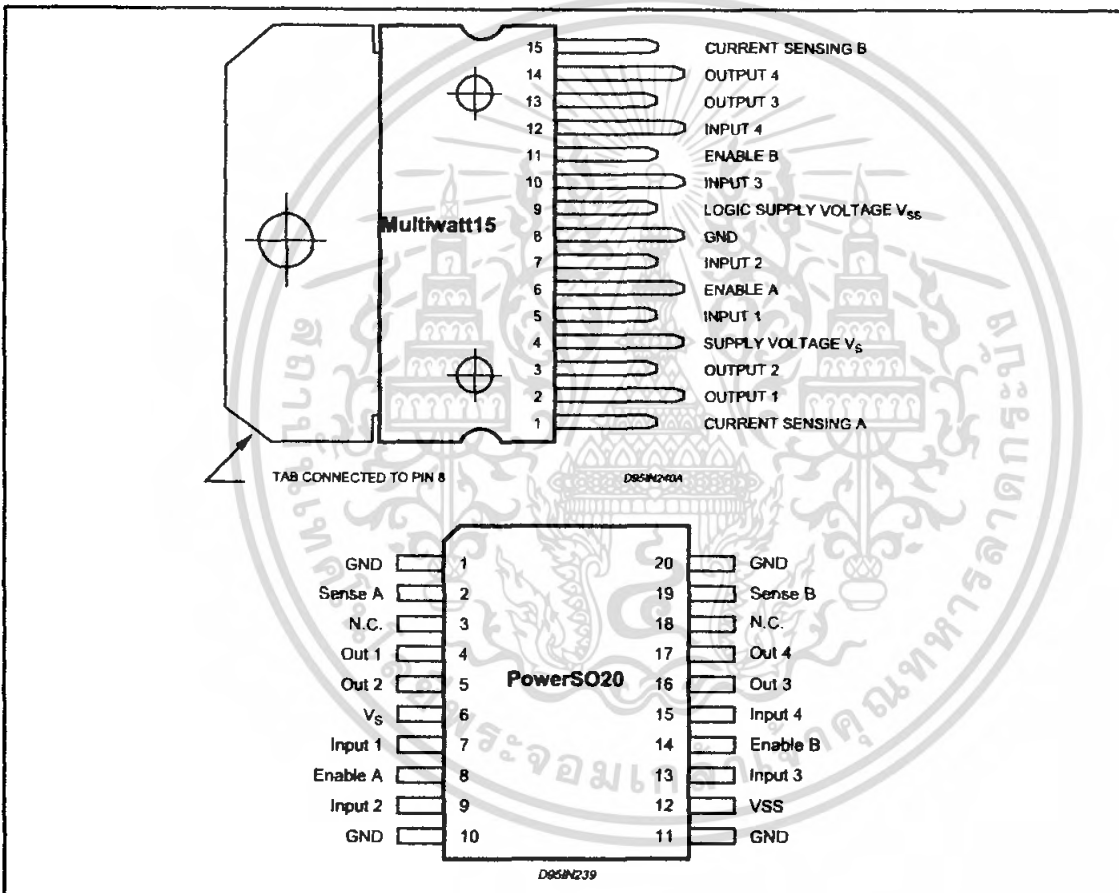 15 CURRENT SENSING B
14 OUTPUT 4
13 OUTPUT 3
12 INPUT 4
11 ENABLE B
10 INPUT 3
9 LOGIC SUPPLY VOLTAGE VSS
Multiwatt15
8 GND
7 INPUT 2
6 ENABLE A
5 INPUT 1
4 SUPPLY VOLTAGE VS
3 OUTPUT 2
2 OUTPUT 1
1 CURRENT SENSING A
TAB CONNECTED TO PIN 8
D95IN240A
GND 1 20 GND
Sense A 2 19 Sense B
N.C. 3 18 N.C.
Out 1 4 17 Out 4
Out 2 5 PowerSO20 16 Out 3
VS 6 15 Input 4
Input 1 7 14 Enable B
Enable A 8 13 Input 3
Input 2 9 12 VSS
GND 10 11 GND
D95IN239